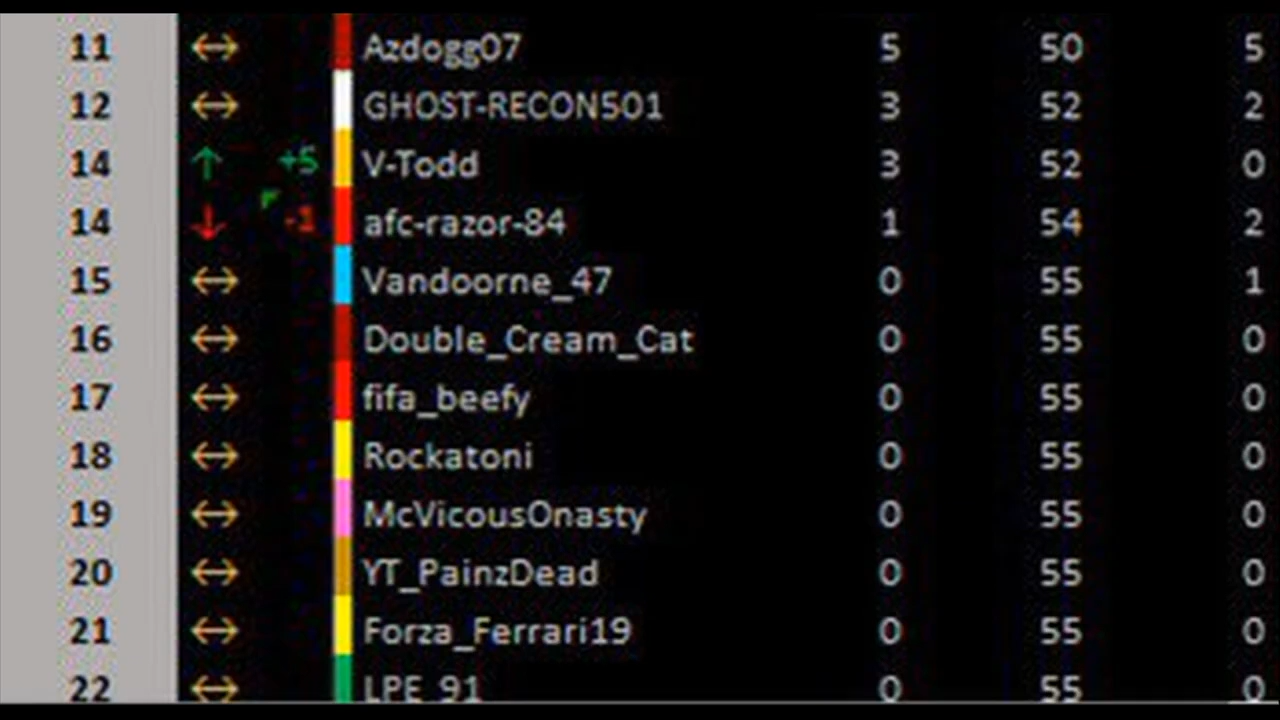 11 ↔ Azdogg07 5 50 5
12 ↔ GHOST-RECON501 3 52 2
14 ↑ +5 V-Todd 3 52 0
14 ↓ -1 afc-razor-84 1 54 2
15 ↔ Vandoorne_47 0 55 1
16 ↔ Double_Cream_Cat 0 55 0
17 ↔ fifa_beefy 0 55 0
18 ↔ Rockatoni 0 55 0
19 ↔ McVicousOnasty 0 55 0
20 ↔ YT_PainzDead 0 55 0
21 ↔ Forza_Ferrari19 0 55 0
22 ↔ LPE_91 0 55 0